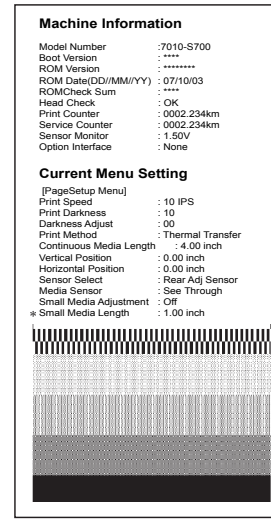 Machine Information
Model Number :7010-S700
Boot Version : ****
ROM Version : ********
ROM Date(DD//MM//YY) : 07/10/03
ROMCheck Sum : ****
Head Check : OK
Print Counter : 0002.234km
Service Counter : 0002.234km
Sensor Monitor : 1.50V
Option Interface : None
Current Menu Setting
[PageSetup Menu]
Print Speed : 10 IPS
Print Darkness : 10
Darkness Adjust : 00
Print Method : Thermal Transfer
Continuous Media Length : 4.00 inch
Vertical Position : 0.00 inch
Horizontal Position : 0.00 inch
Sensor Select : Rear Adj Sensor
Media Sensor : See Through
Small Media Adjustment : Off
* Small Media Length : 1.00 inch